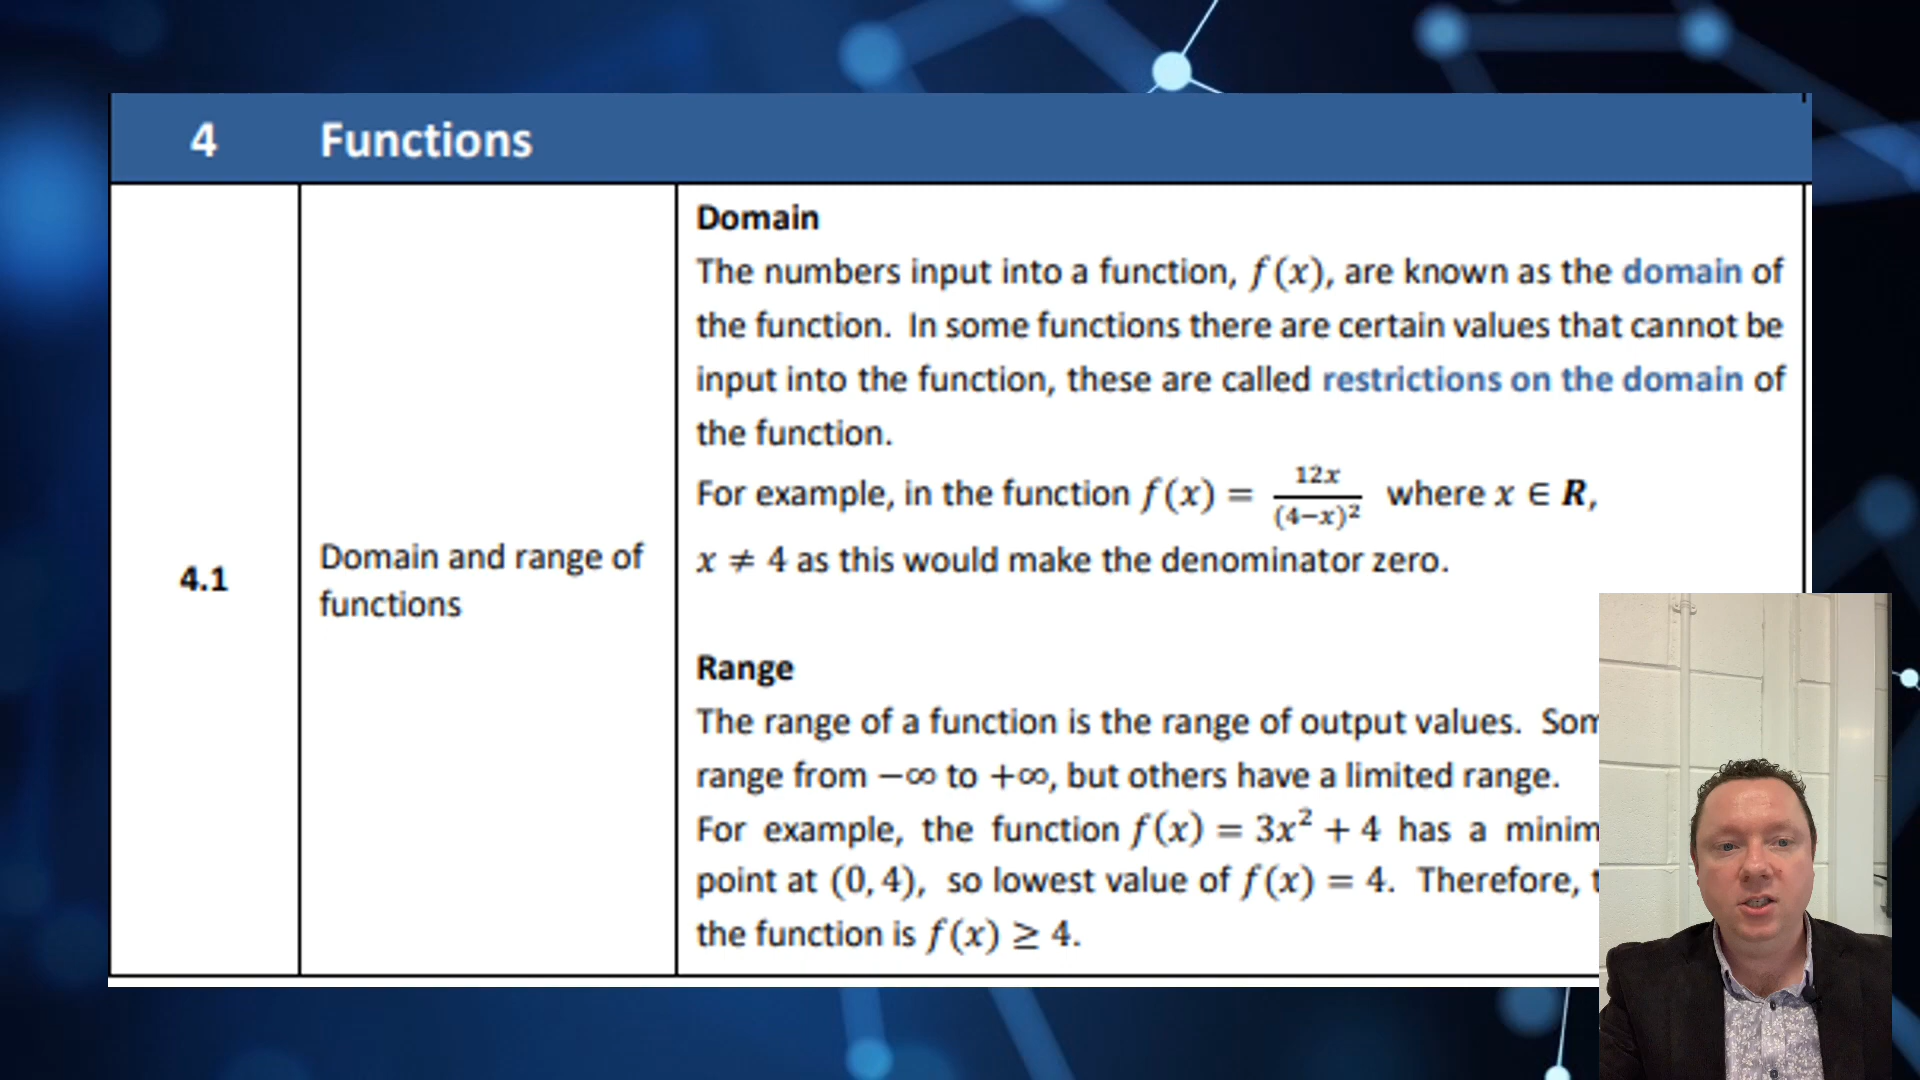 4 Functions
4.1
Domain and range of
functions
Domain
The numbers input into a function, f(x), are known as the domain of
the function. In some functions there are certain values that cannot be
input into the function, these are called restrictions on the domain of
the function.
For example, in the function f(x) = 12x/(4−x)² where x ∈ R,
x ≠ 4 as this would make the denominator zero.
Range
The range of a function is the range of output values.
range from −∞ to +∞, but others have a limited range.
For example, the function f(x) = 3x² + 4 has a
point at (0, 4), so lowest value of f(x) = 4. Therefore,
the function is f(x) ≥ 4.